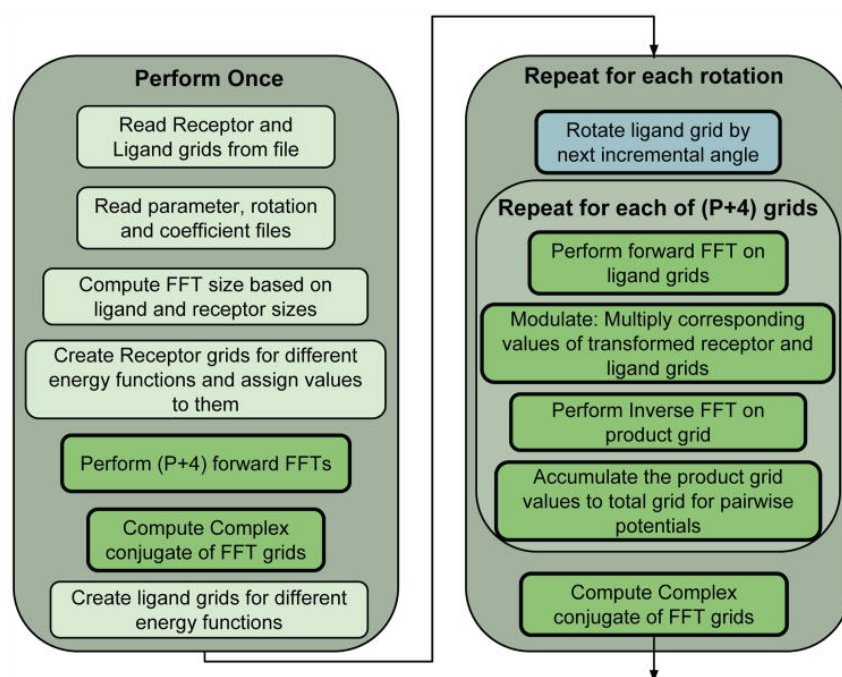 Perform Once
Read Receptor and
Ligand grids from file
Read parameter, rotation
and coefficient files
Compute FFT size based on
ligand and receptor sizes
Create Receptor grids for different
energy functions and assign values
to them
Perform (P+4) forward FFTs
Compute Complex
conjugate of FFT grids
Create ligand grids for different
energy functions
Repeat for each rotation
Rotate ligand grid by
next incremental angle
Repeat for each of (P+4) grids
Perform forward FFT on
ligand grids
Modulate: Multiply corresponding
values of transformed receptor and
ligand grids
Perform Inverse FFT on
product grid
Accumulate the product grid
values to total grid for pairwise
potentials
Compute Complex
conjugate of FFT grids